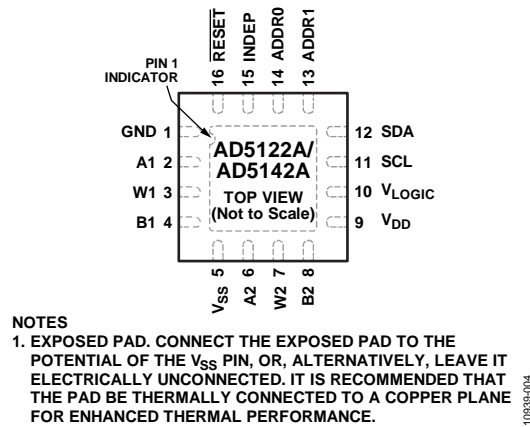 16 RESET
15 INDEP
14 ADDR0
13 ADDR1
PIN 1
INDICATOR
GND 1
A1 2
W1 3
B1 4
AD5122A/
AD5142A
TOP VIEW
(Not to Scale)
12 SDA
11 SCL
10 VLOGIC
9 VDD
VSS 5
A2 6
W2 7
B2 8
NOTES
1. EXPOSED PAD. CONNECT THE EXPOSED PAD TO THE
POTENTIAL OF THE VSS PIN, OR, ALTERNATIVELY, LEAVE IT
ELECTRICALLY UNCONNECTED. IT IS RECOMMENDED THAT
THE PAD BE THERMALLY CONNECTED TO A COPPER PLANE
FOR ENHANCED THERMAL PERFORMANCE.
10939-004